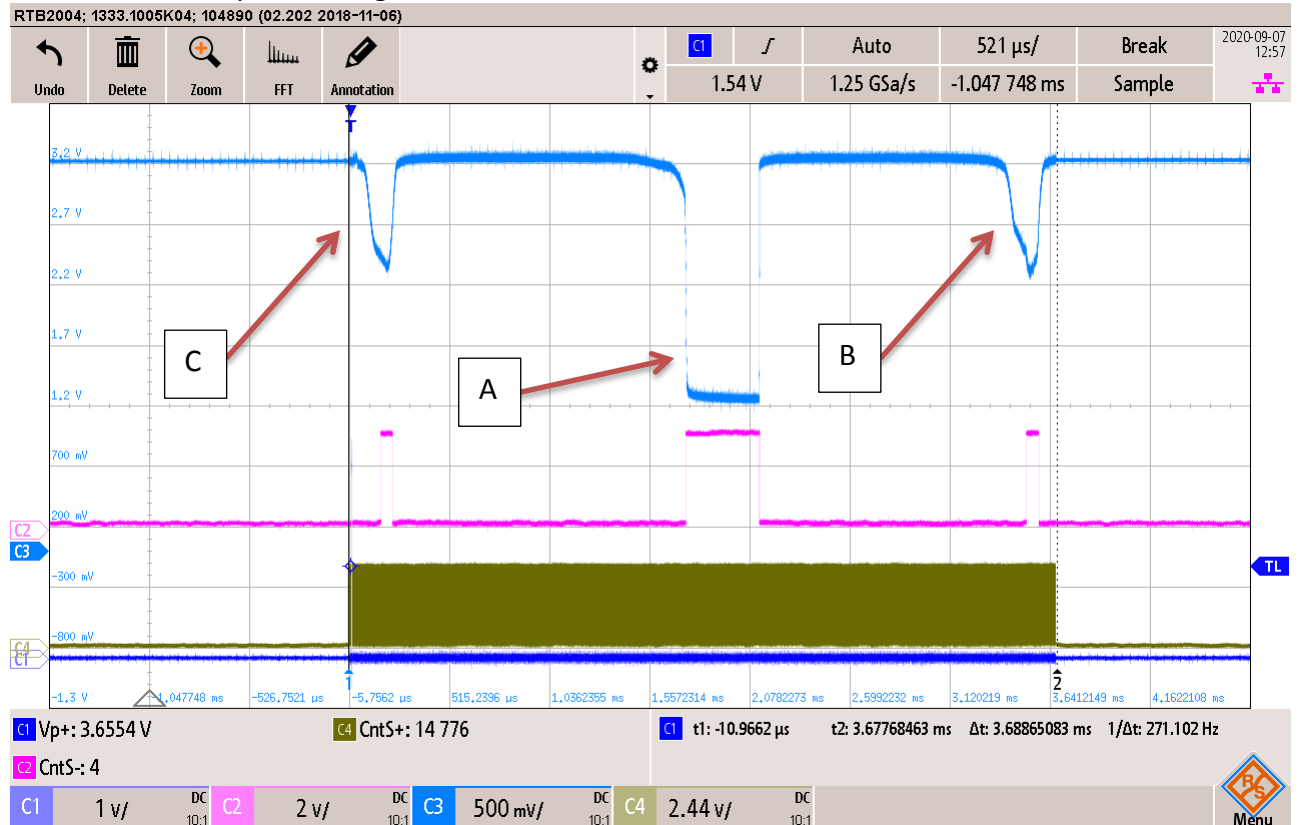 RTB2004; 1333.1005K04; 104890 (02.202 2018-11-06)
Undo Delete Zoom FFT Annotation
C1 Auto 521 µs/ Break 2020-09-07
12:57
1.54 V 1.25 GSa/s -1.047 748 ms Sample
T
3,2 V
2,7 V
2,2 V
1,7 V
C
B
A
1,2 V
700 mV
200 mV
C2
C3
-300 mV
TL
-800 mV
C4
C1
1 2
-1,3 V -1,047748 ms -526,7521 µs -5,7562 µs 515,2396 µs 1,0362355 ms 1,5572314 ms 2,0782273 ms 2,5992232 ms 3,120219 ms 3,6412149 ms 4,1622108 ms
C1 Vp+: 3.6554 V C4 CntS+: 14 776 C1 t1: -10.9662 µs t2: 3.67768463 ms Δt: 3.68865083 ms 1/Δt: 271.102 Hz
C2 CntS-: 4
C1 1 V/ DC 10:1 C2 2 V/ DC 10:1 C3 500 mV/ DC 10:1 C4 2.44 V/ DC 10:1
R S
Menu